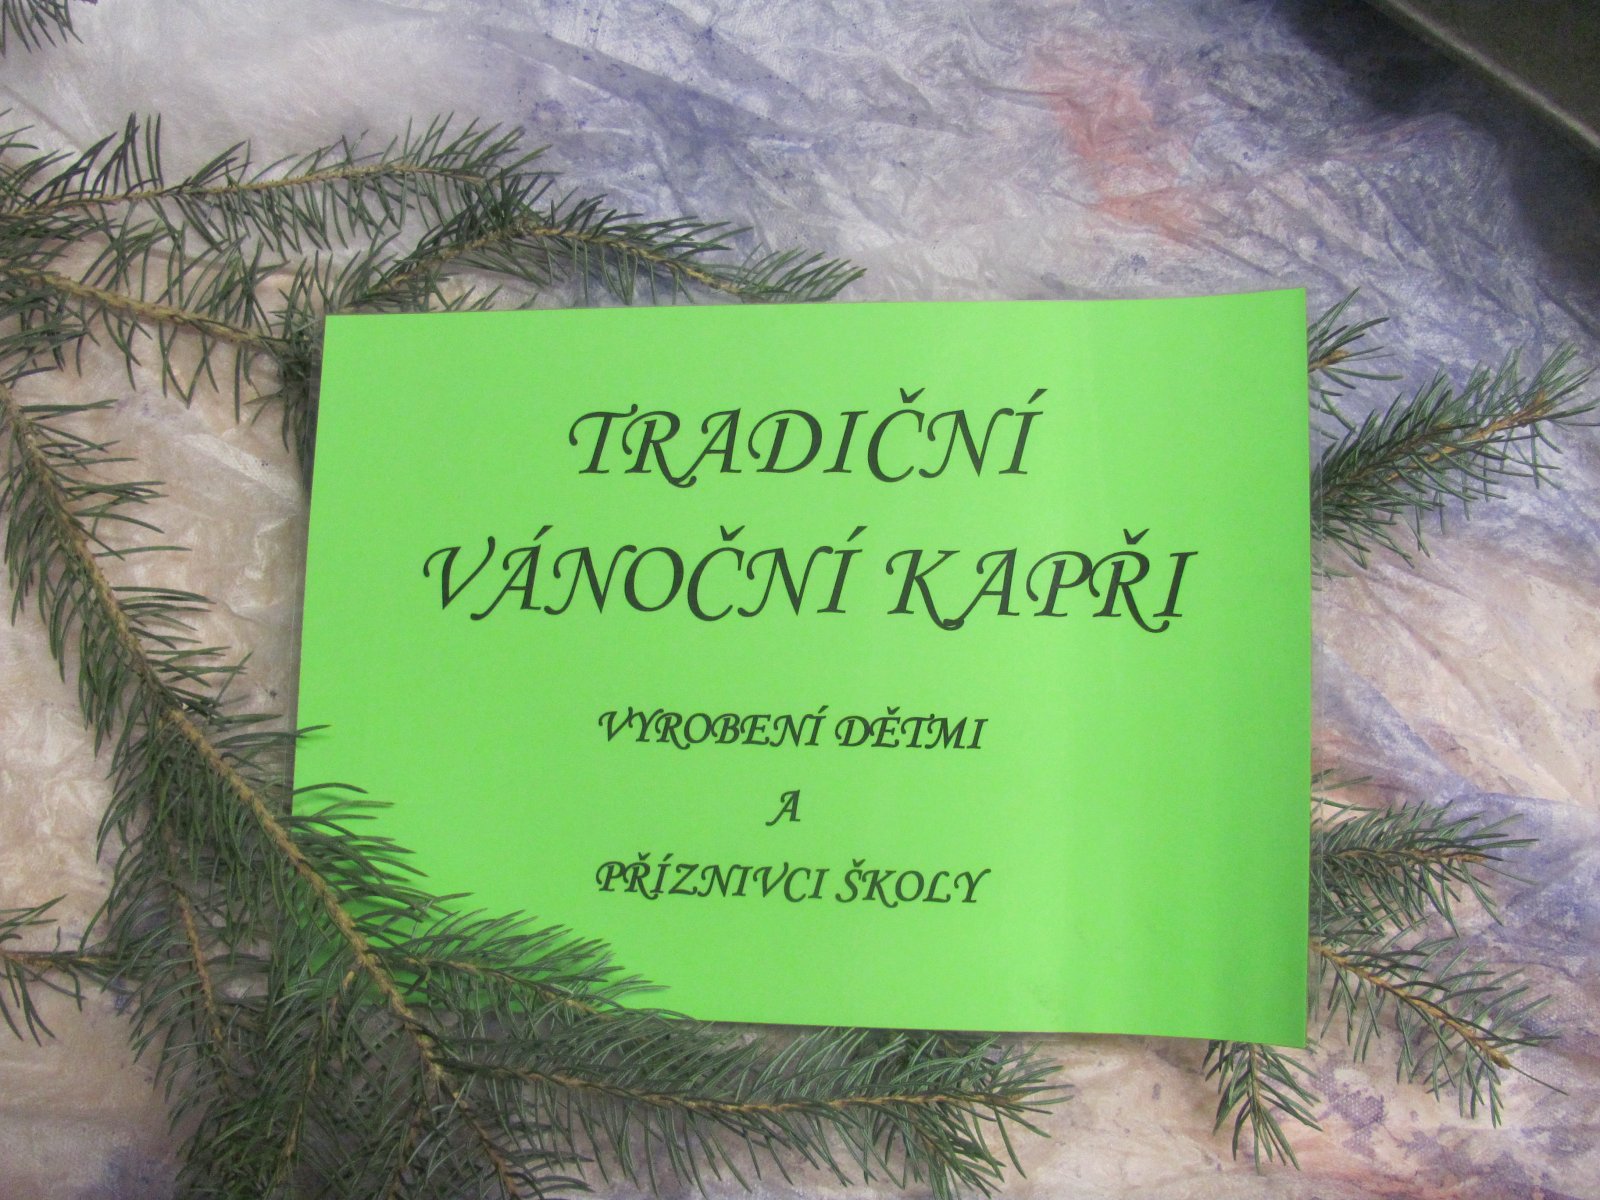 TRADIČNÍ
VÁNOČNÍ KAPŘI
VYROBENÍ DĚTMI
A
PŘÍZNIVCI ŠKOLY